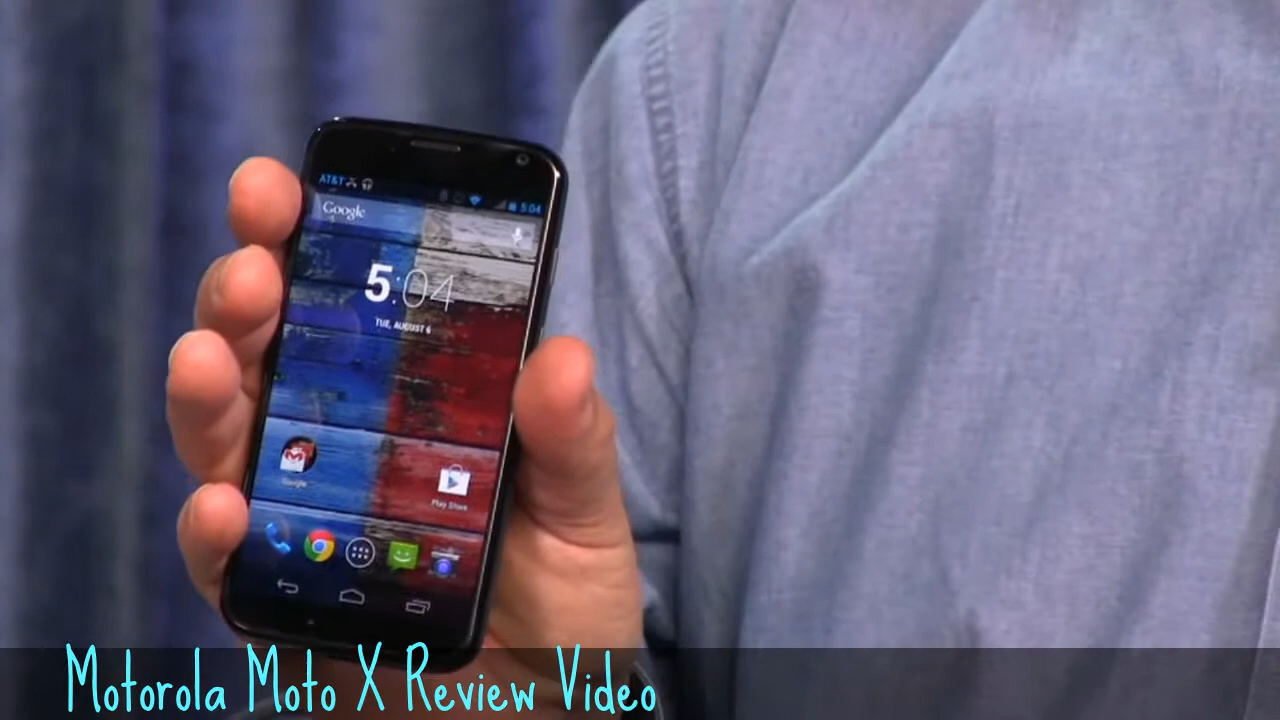 AT&T 5:04
Google
5:04
TUE, AUGUST 6
Google
Play Store
Motorola Moto X Review Video